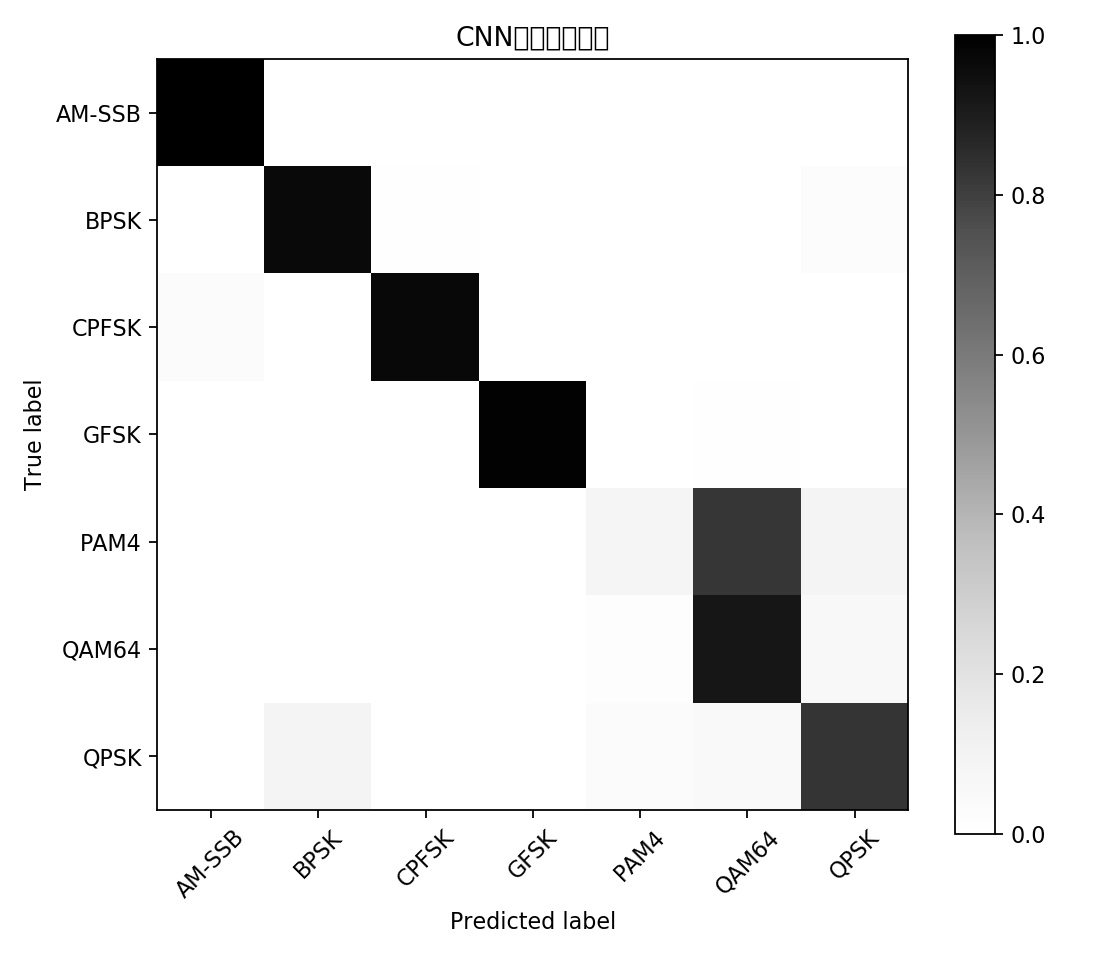 CNN
AM-SSB
BPSK
CPFSK
GFSK
PAM4
QAM64
QPSK
True label
AM-SSB
BPSK
CPFSK
GFSK
PAM4
QAM64
QPSK
Predicted label
1.0
0.8
0.6
0.4
0.2
0.0